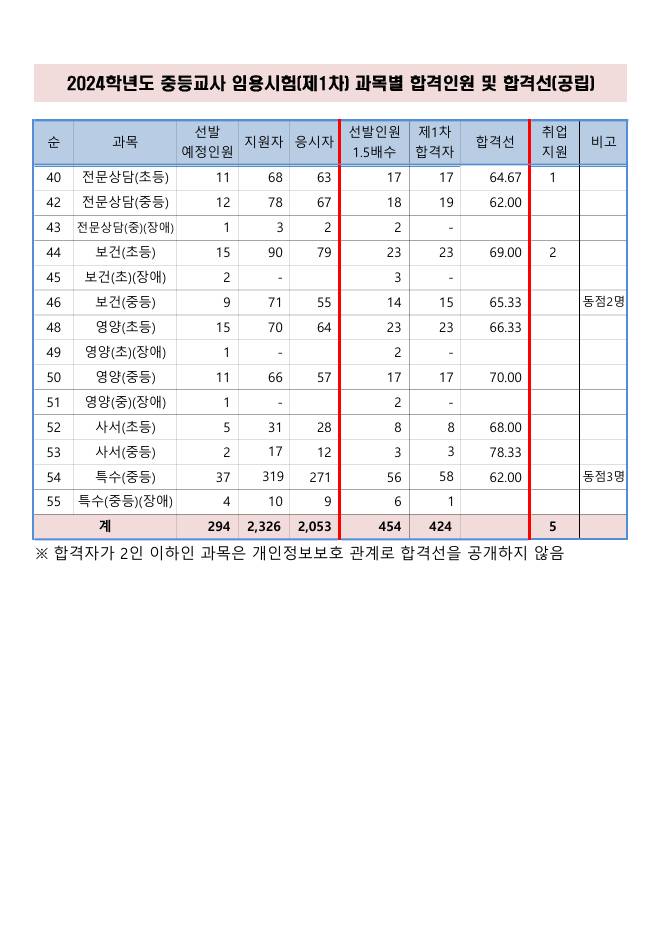 2024학년도 중등교사 임용시험(제1차) 과목별 합격인원 및 합격선(공립)
순 과목 선발 예정인원 지원자 응시자 선발인원 1.5배수 제1차 합격자 합격선 취업 지원 비고
40 전문상담(초등) 11 68 63 17 17 64.67 1
42 전문상담(중등) 12 78 67 18 19 62.00
43 전문상담(중)(장애) 1 3 2 2 -
44 보건(초등) 15 90 79 23 23 69.00 2
45 보건(초)(장애) 2 - 3 -
46 보건(중등) 9 71 55 14 15 65.33 동점2명
48 영양(초등) 15 70 64 23 23 66.33
49 영양(초)(장애) 1 - 2 -
50 영양(중등) 11 66 57 17 17 70.00
51 영양(중)(장애) 1 - 2 -
52 사서(초등) 5 31 28 8 8 68.00
53 사서(중등) 2 17 12 3 3 78.33
54 특수(중등) 37 319 271 56 58 62.00 동점3명
55 특수(중등)(장애) 4 10 9 6 1
계 294 2,326 2,053 454 424 5
※ 합격자가 2인 이하인 과목은 개인정보보호 관계로 합격선을 공개하지 않음